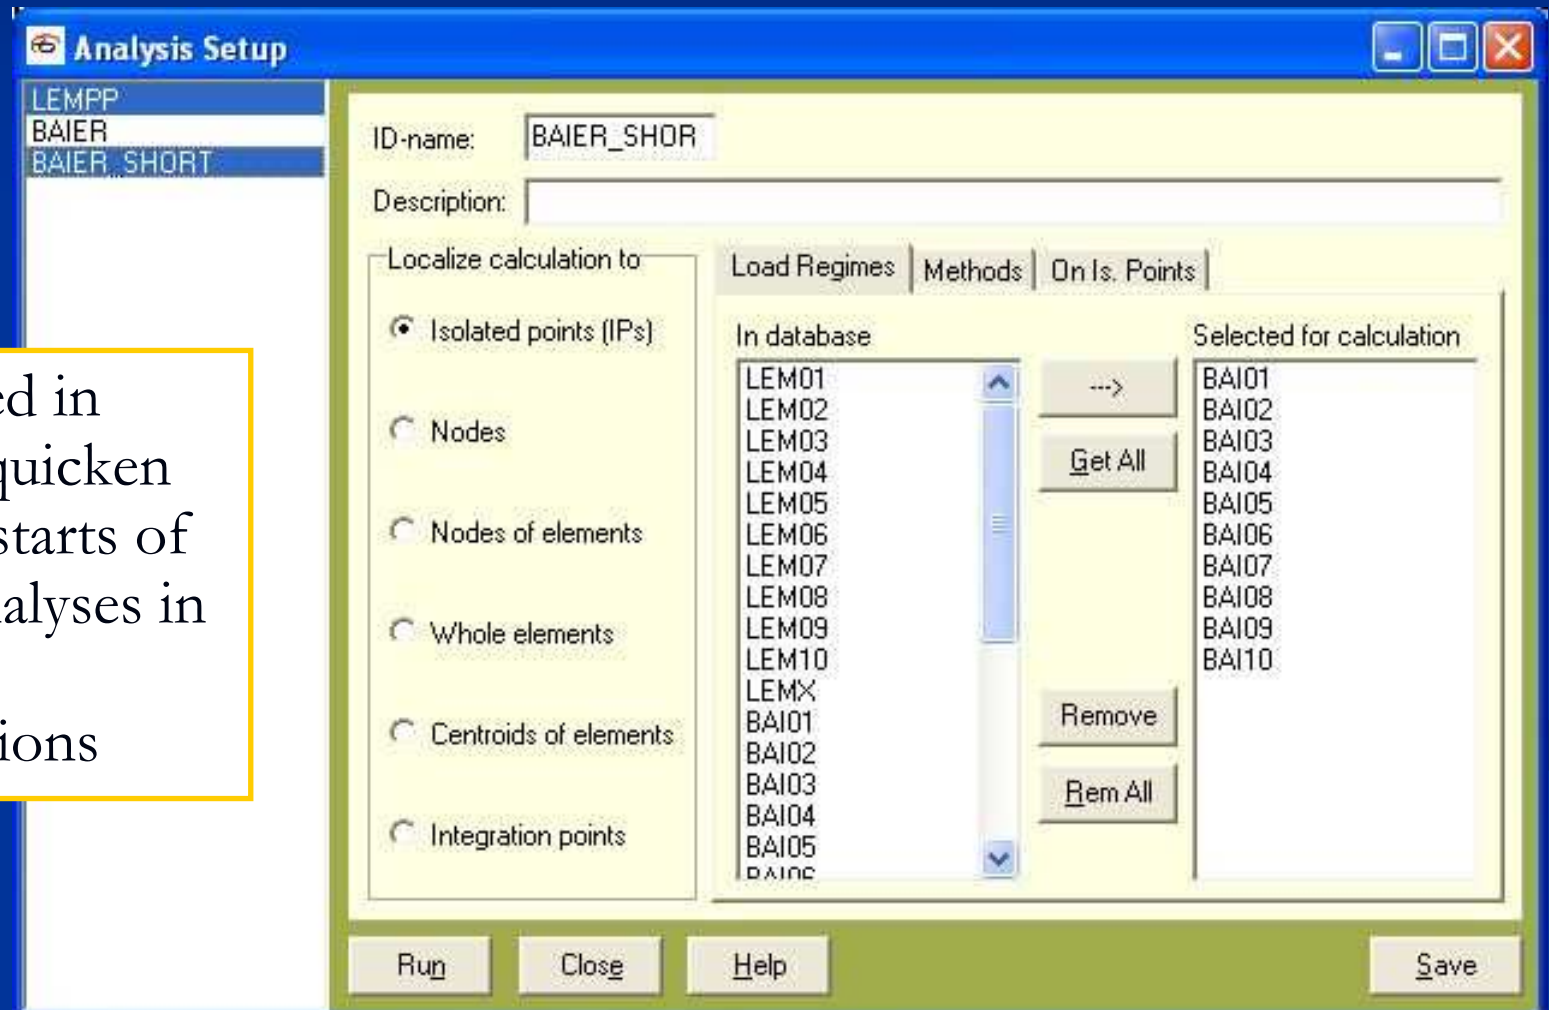 Analysis Setup
LEMPP
BAIER
BAIER_SHORT
ID-name: BAIER_SHOR
Description:
Localize calculation to
Isolated points (IPs)
Nodes
Nodes of elements
Whole elements
Centroids of elements
Integration points
Load Regimes Methods On Is. Points
In database
LEM01
LEM02
LEM03
LEM04
LEM05
LEM06
LEM07
LEM08
LEM09
LEM10
LEMX
BAI01
BAI02
BAI03
BAI04
BAI05
BAI06
--->
Get All
Remove
Rem All
Selected for calculation
BAI01
BAI02
BAI03
BAI04
BAI05
BAI06
BAI07
BAI08
BAI09
BAI10
ed in
quicken
starts of
alyses in
ions
Run Close Help Save